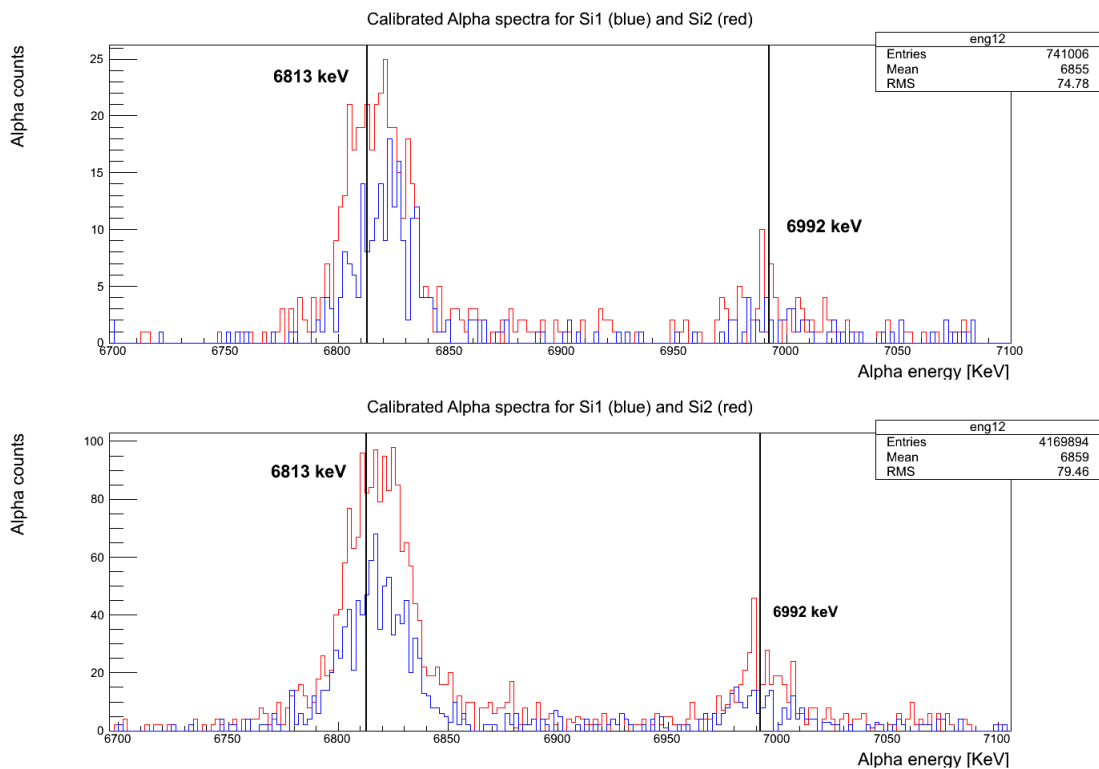 Calibrated Alpha spectra for Si1 (blue) and Si2 (red)
eng12
Entries 741006
Mean 6855
RMS 74.78
Alpha counts
25
20
15
10
5
0
6813 keV
6992 keV
6700 6750 6800 6850 6900 6950 7000 7050 7100
Alpha energy [KeV]
Calibrated Alpha spectra for Si1 (blue) and Si2 (red)
eng12
Entries 4169894
Mean 6859
RMS 79.46
Alpha counts
100
80
60
40
20
0
6813 keV
6992 keV
6700 6750 6800 6850 6900 6950 7000 7050 7100
Alpha energy [KeV]